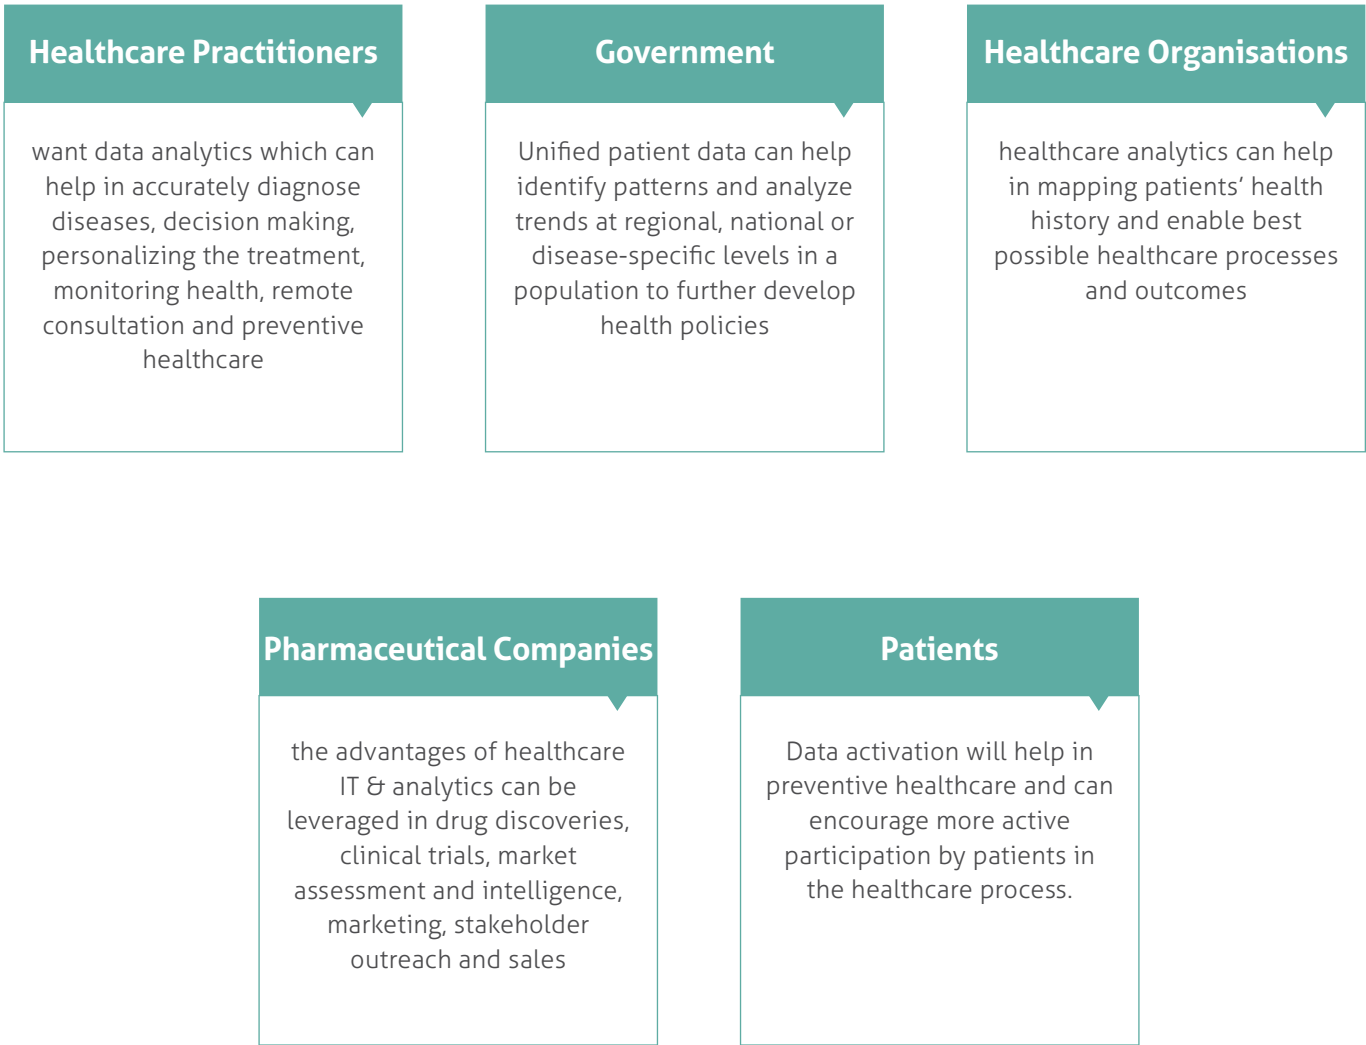 Healthcare Practitioners
want data analytics which can
help in accurately diagnose
diseases, decision making,
personalizing the treatment,
monitoring health, remote
consultation and preventive
healthcare
Government
Unified patient data can help
identify patterns and analyze
trends at regional, national or
disease-specific levels in a
population to further develop
health policies
Healthcare Organisations
healthcare analytics can help
in mapping patients’ health
history and enable best
possible healthcare processes
and outcomes
Pharmaceutical Companies
the advantages of healthcare
IT & analytics can be
leveraged in drug discoveries,
clinical trials, market
assessment and intelligence,
marketing, stakeholder
outreach and sales
Patients
Data activation will help in
preventive healthcare and can
encourage more active
participation by patients in
the healthcare process.